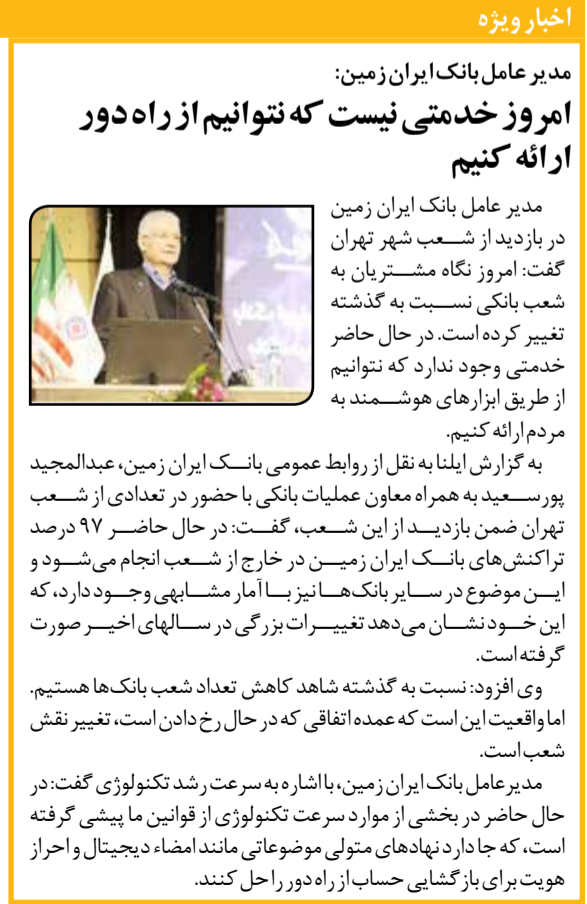 اخبار ویژه
مدیر عامل بانک ایران زمین:
امروز خدمتی نیست که نتوانیم از راه دور
ارائه کنیم
مدیر عامل بانک ایران زمین
در بازدید از شعب شهر تهران
گفت: امروز نگاه مشتریان به
شعب بانکی نسبت به گذشته
تغییر کرده است. در حال حاضر
خدمتی وجود ندارد که نتوانیم
از طریق ابزارهای هوشمند به
مردم ارائه کنیم.
به گزارش ایلنا به نقل از روابط عمومی بانک ایران زمین، عبدالمجید
پورسعید به همراه معاون عملیات بانکی با حضور در تعدادی از شعب
تهران ضمن بازدید از این شعب، گفت: در حال حاضر ۹۷ درصد
تراکنش‌های بانک ایران زمین در خارج از شعب انجام می‌شود و
این موضوع در سایر بانک‌ها نیز با آمار مشابهی وجود دارد، که
این خود نشان می‌دهد تغییرات بزرگی در سالهای اخیر صورت
گرفته است.
وی افزود: نسبت به گذشته شاهد کاهش تعداد شعب بانک‌ها هستیم.
اما واقعیت این است که عمده اتفاقی که در حال رخ دادن است، تغییر نقش
شعب است.
مدیرعامل بانک ایران زمین، با اشاره به سرعت رشد تکنولوژی گفت: در
حال حاضر در بخشی از موارد سرعت تکنولوژی از قوانین ما پیشی گرفته
است، که جا دارد نهادهای متولی موضوعاتی مانند امضاء دیجیتال و احراز
هویت برای بازگشایی حساب از راه دور را حل کنند.